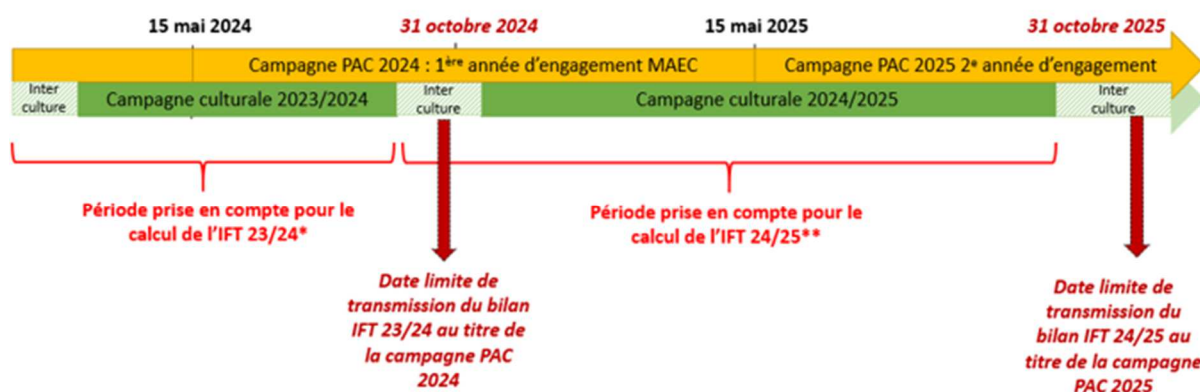 15 mai 2024
31 octobre 2024
15 mai 2025
31 octobre 2025
Campagne PAC 2024 : 1ère année d'engagement MAEC
Campagne PAC 2025 2e année d'engagement
Inter
culture
Campagne culturale 2023/2024
Inter
culture
Campagne culturale 2024/2025
Inter
culture
Période prise en compte pour le
calcul de l'IFT 23/24*
Période prise en compte pour le
calcul de l'IFT 24/25**
Date limite de
transmission du bilan
IFT 23/24 au titre de
la campagne PAC
2024
Date limite de
transmission du
bilan IFT 24/25 au
titre de la campagne
PAC 2025